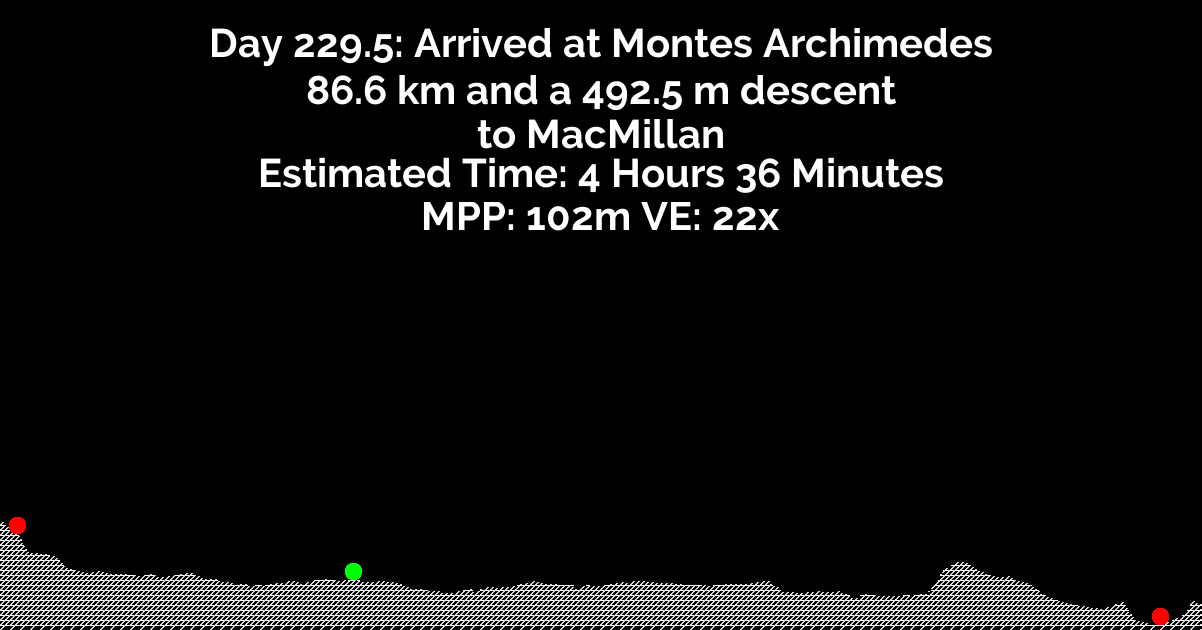 Day 229.5: Arrived at Montes Archimedes
86.6 km and a 492.5 m descent
to MacMillan
Estimated Time: 4 Hours 36 Minutes
MPP: 102m VE: 22x